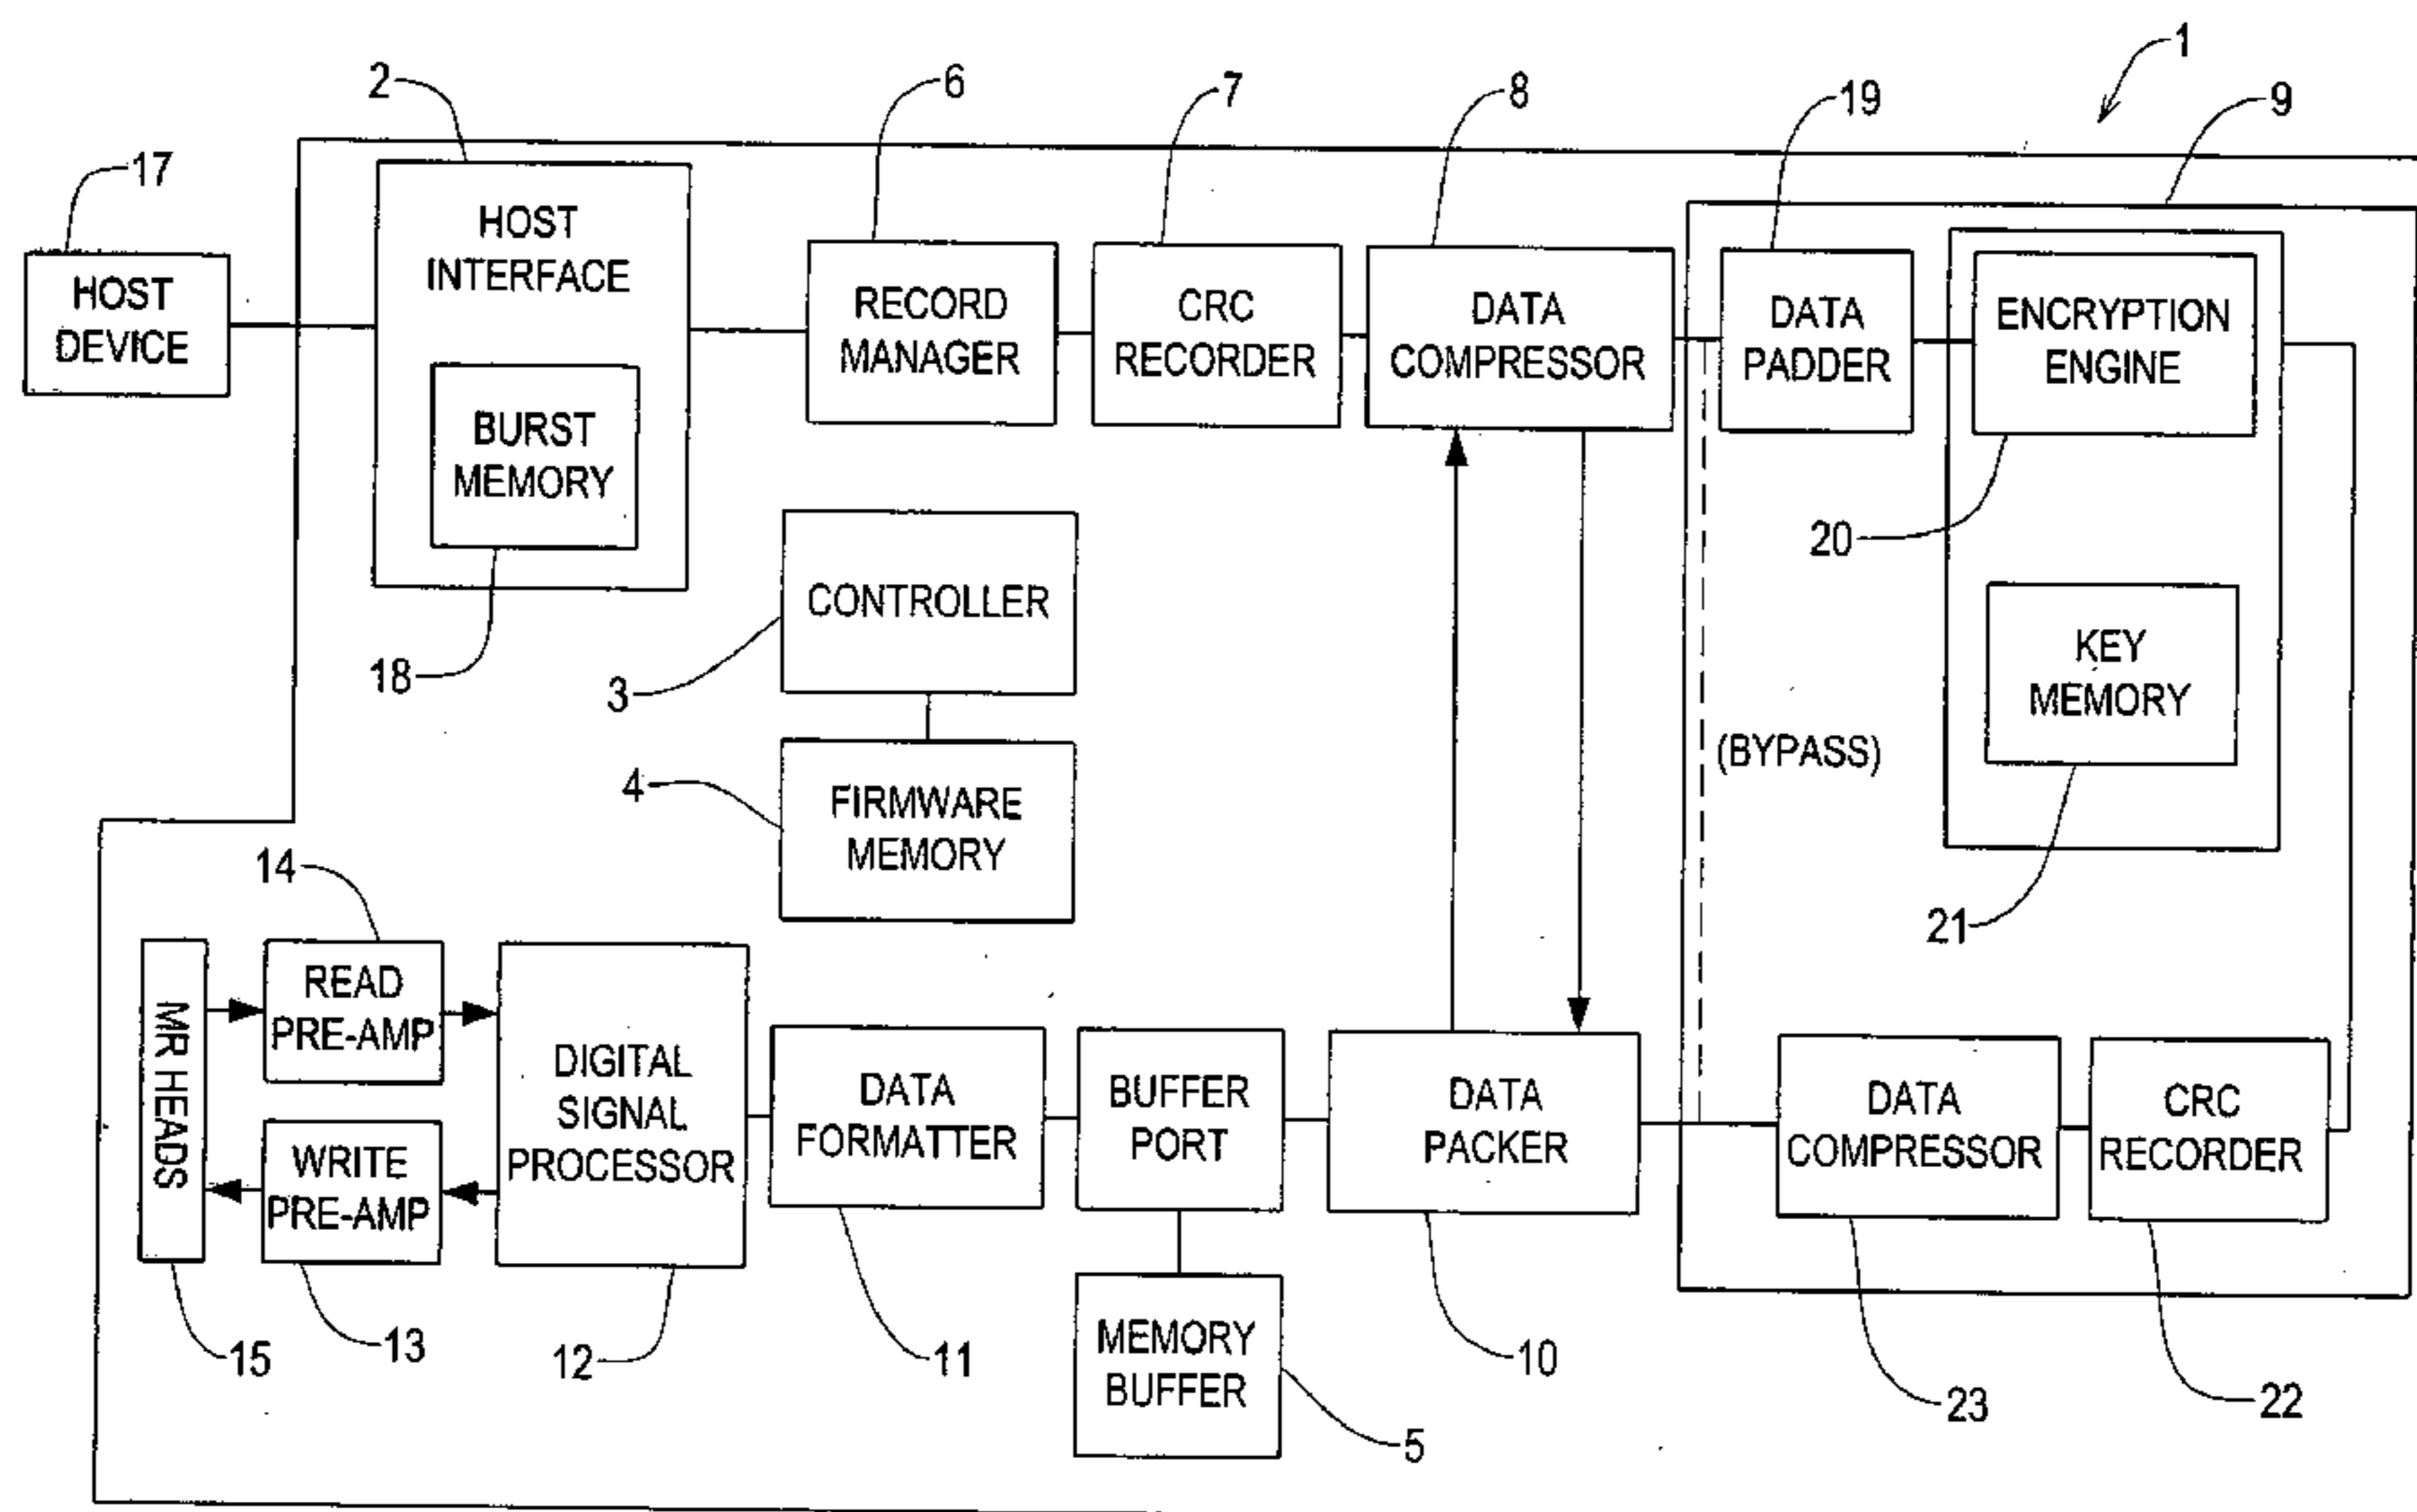 1
2
6
7
8
19
9
17
HOST
DEVICE
HOST
INTERFACE
BURST
MEMORY
18
RECORD
MANAGER
CRC
RECORDER
DATA
COMPRESSOR
DATA
PADDER
ENCRYPTION
ENGINE
20
KEY
MEMORY
21
(BYPASS)
CONTROLLER
3
FIRMWARE
MEMORY
4
14
MR HEADS
READ
PRE-AMP
WRITE
PRE-AMP
DIGITAL
SIGNAL
PROCESSOR
DATA
FORMATTER
BUFFER
PORT
DATA
PACKER
DATA
COMPRESSOR
CRC
RECORDER
15
13
12
11
MEMORY
BUFFER
5
10
23
22